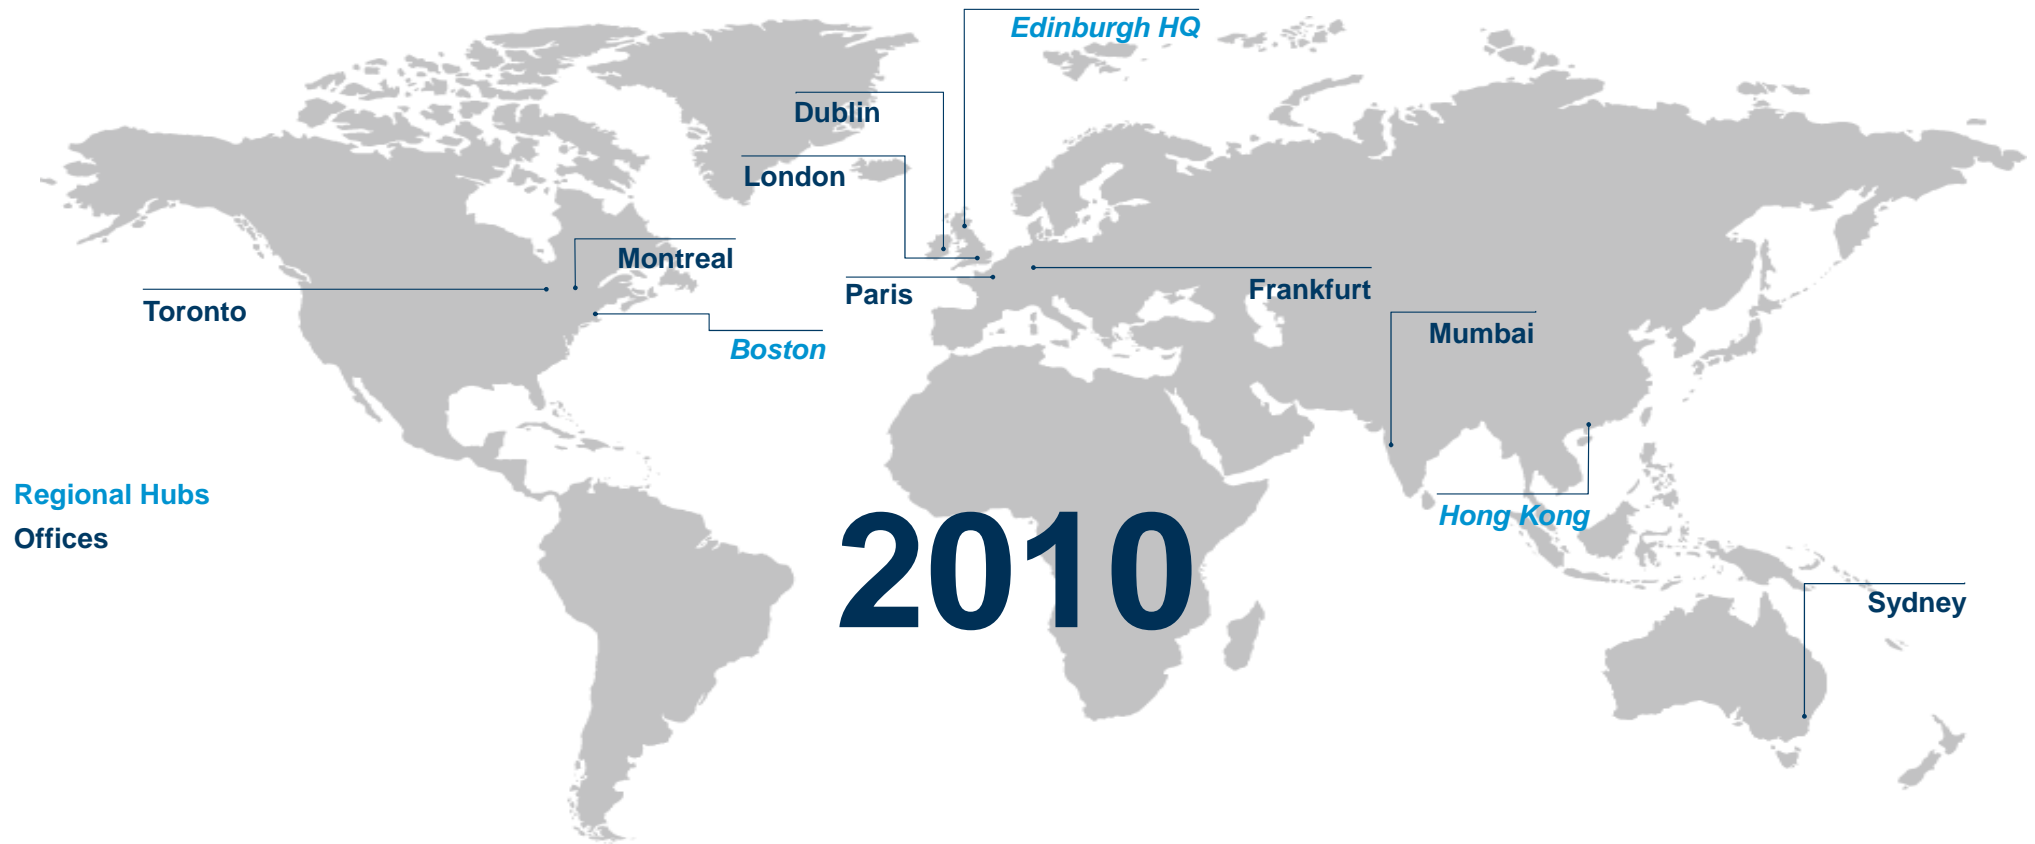 Edinburgh HQ
Dublin
London
Montreal
Toronto
Boston
Paris
Frankfurt
Mumbai
Hong Kong
Sydney
Regional Hubs
Offices
2010